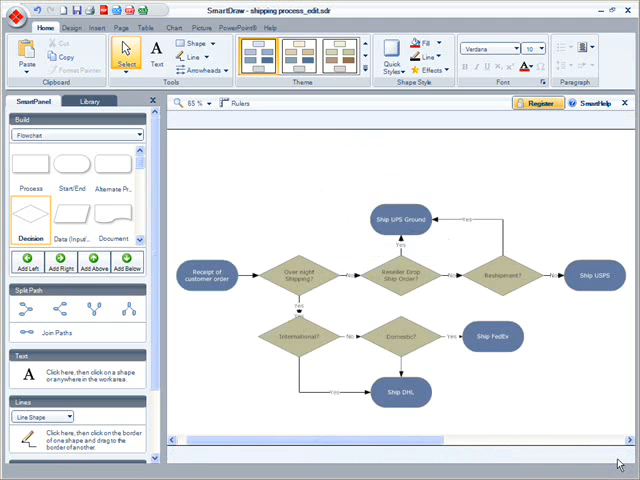 SmartDraw - shipping process_edit.sdr
Home Design Insert Page Table Chart Picture PowerPoint® Help
Paste
Cut
Copy
Format Painter
Clipboard
Select
Text
Shape
Line
Arrowheads
Tools
Theme
Quick Styles
Fill
Line
Effects
Shape Style
Verdana 10
B I U
Font
Paragraph
SmartPanel Library
65 % Rulers
Register SmartHelp
Build
Flowchart
Process Start/End Alternate Pr..
Decision Data (Input/.. Document
Add Left Add Right Add Above Add Below
Split Path
Join Paths
Text
A
Click here, then click on a shape
or anywhere in the workarea.
Lines
Line Shape
Click here, then click on the border
of one shape and drag to the
border of another.
Ship UPS Ground
Yes
Yes
Receipt of
customer order
Over night
Shipping?
No
Reseller Drop
Ship Order?
No
Reshipment?
No
Ship USPS
Yes
Yes
International?
No
Domestic?
Yes
Ship FedEx
Yes
Ship DHL